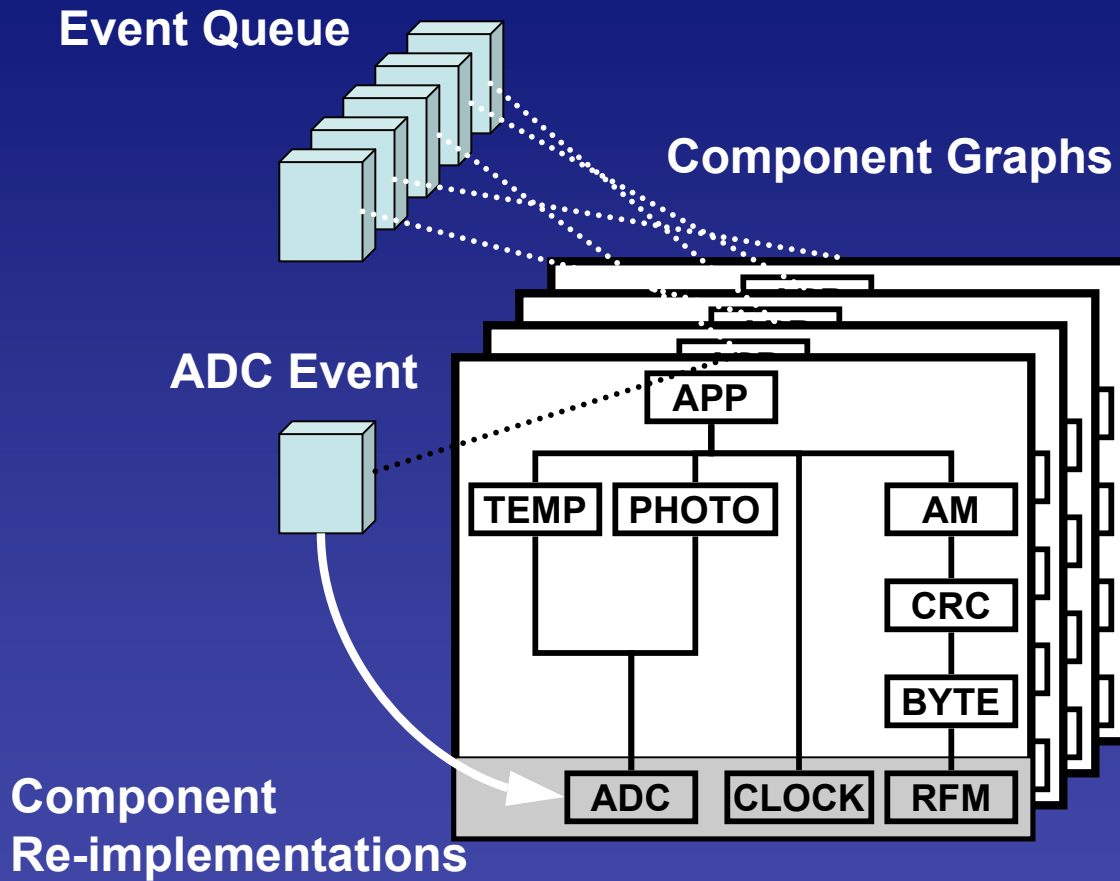 Event Queue
Component Graphs
ADC Event
APP
TEMP PHOTO AM
CRC
BYTE
ADC CLOCK RFM
Component
Re-implementations